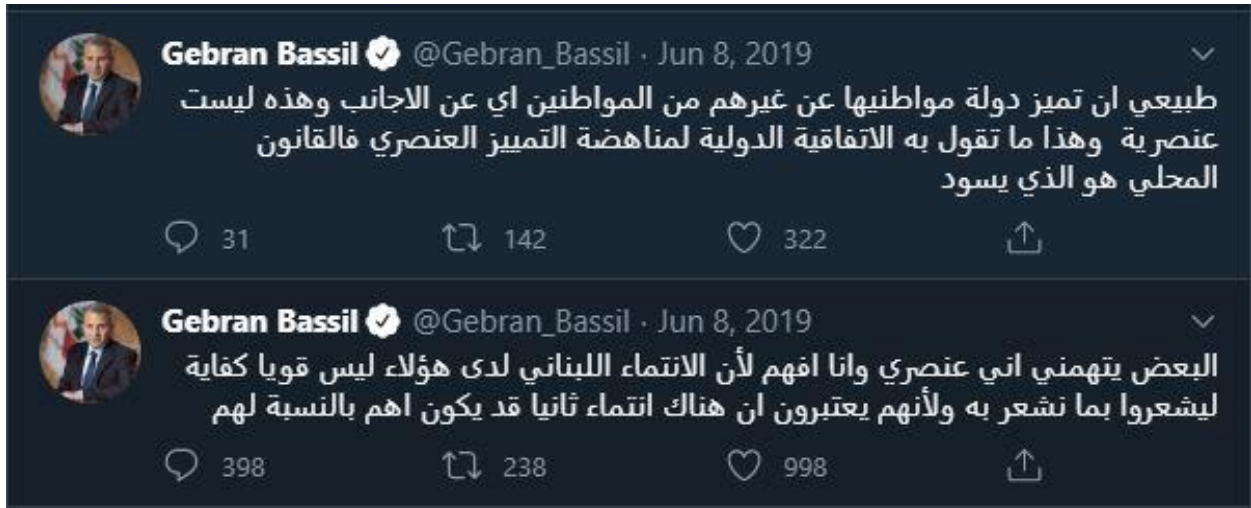 Gebran Bassil @Gebran_Bassil · Jun 8, 2019
طبيعي ان تميز دولة مواطنيها عن غيرهم من المواطنين اي عن الاجانب وهذه ليست
عنصرية وهذا ما تقول به الاتفاقية الدولية لمناهضة التمييز العنصري فالقانون
المحلي هو الذي يسود
31 142 322
Gebran Bassil @Gebran_Bassil · Jun 8, 2019
البعض يتهمني اني عنصري وانا افهم لأن الانتماء اللبناني لدى هؤلاء ليس قويا كفاية
ليشعروا بما نشعر به ولأنهم يعتبرون ان هناك انتماء ثانيا قد يكون اهم بالنسبة لهم
398 238 998